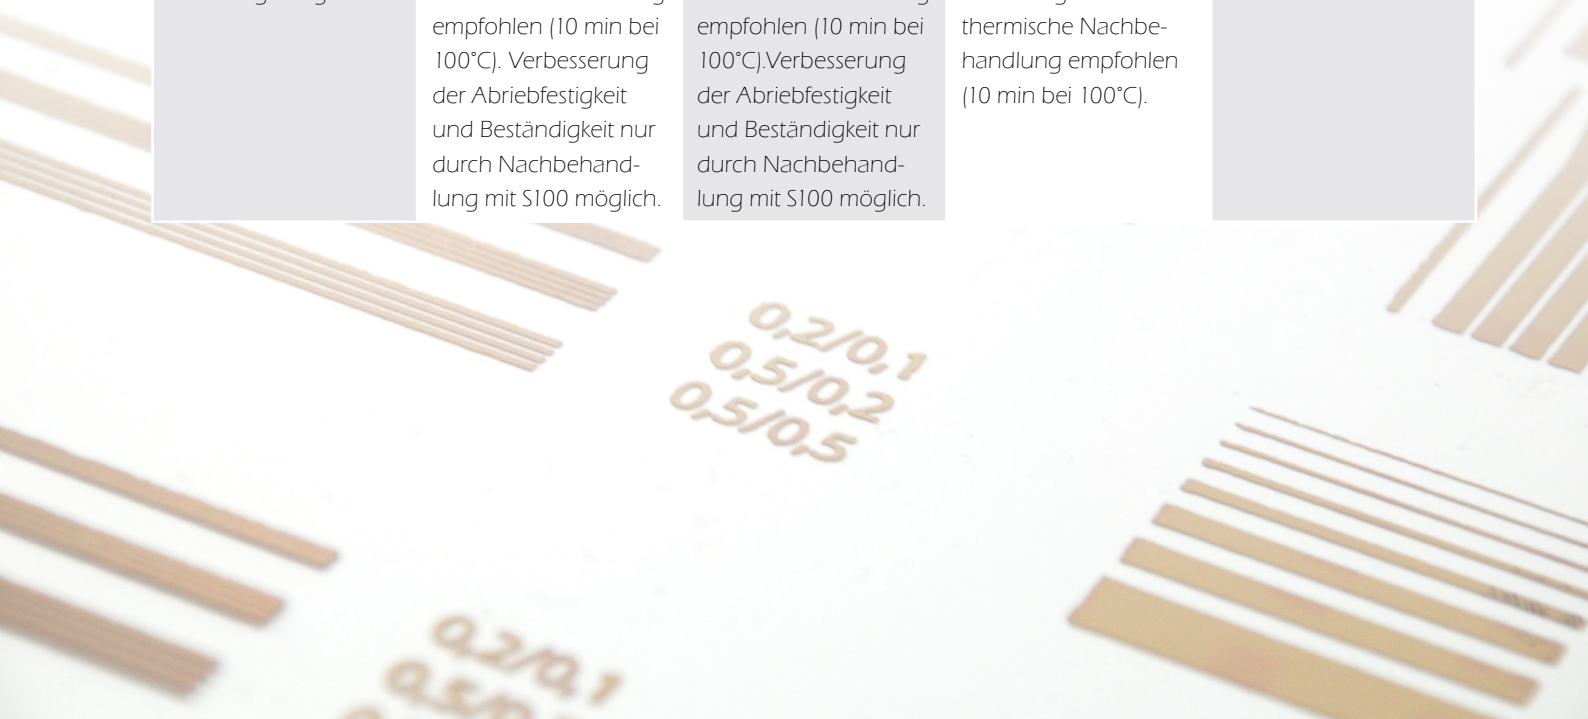 empfohlen (10 min bei
100°C). Verbesserung
der Abriebfestigkeit
und Beständigkeit nur
durch Nachbehand-
lung mit S100 möglich.
empfohlen (10 min bei
100°C).Verbesserung
der Abriebfestigkeit
und Beständigkeit nur
durch Nachbehand-
lung mit S100 möglich.
thermische Nachbe-
handlung empfohlen
(10 min bei 100°C).
0,2/0,1
0,5/0,2
0,5/0,5
0,2/0,1